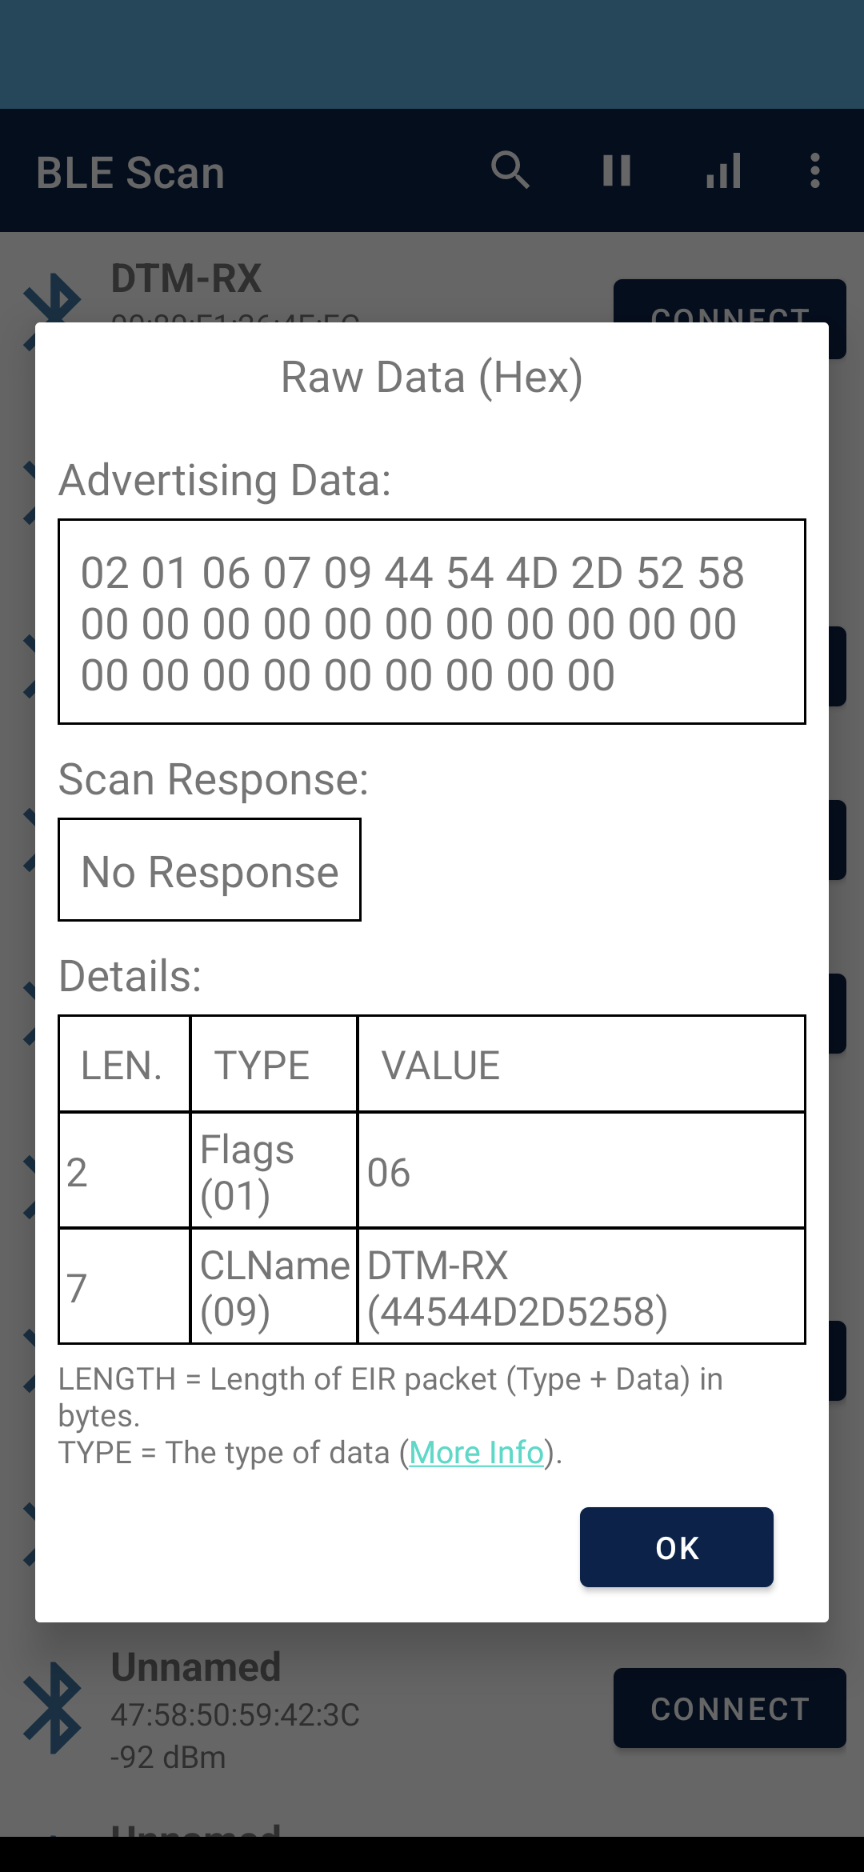 BLE Scan
DTM-RX
CONNECT
Raw Data (Hex)
Advertising Data:
02 01 06 07 09 44 54 4D 2D 52 58
00 00 00 00 00 00 00 00 00 00 00
00 00 00 00 00 00 00 00 00
Scan Response:
No Response
Details:
LEN. TYPE VALUE
2 Flags (01) 06
7 CLName (09) DTM-RX (44544D2D5258)
LENGTH = Length of EIR packet (Type + Data) in
bytes.
TYPE = The type of data (More Info).
OK
Unnamed
47:58:50:59:42:3C
CONNECT
-92 dBm
Unnamed